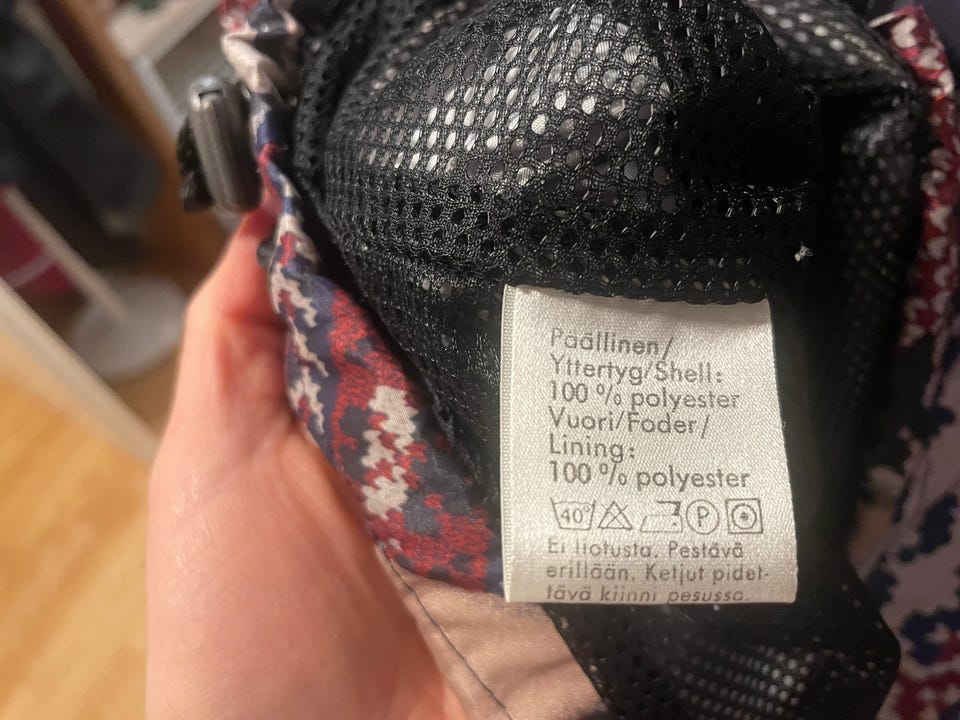 Päällinen/
Yttertyg/Shell:
100 % polyester
Vuori/Foder/
Lining:
100 % polyester
40° P
Ei liotusta. Pestävä
erillään. Ketjut pidet-
tävä kiinni pesussa.